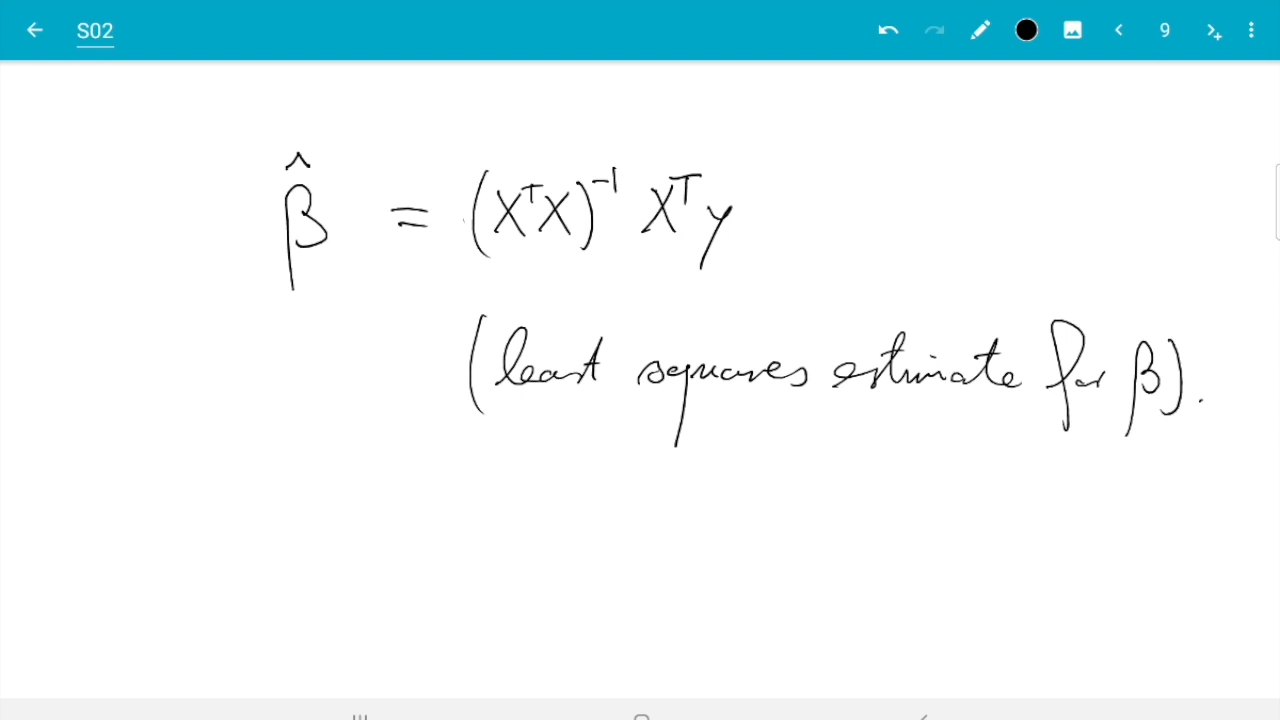 S02
9
β̂ = (XᵀX)⁻¹ Xᵀy
(least squares estimate for β).